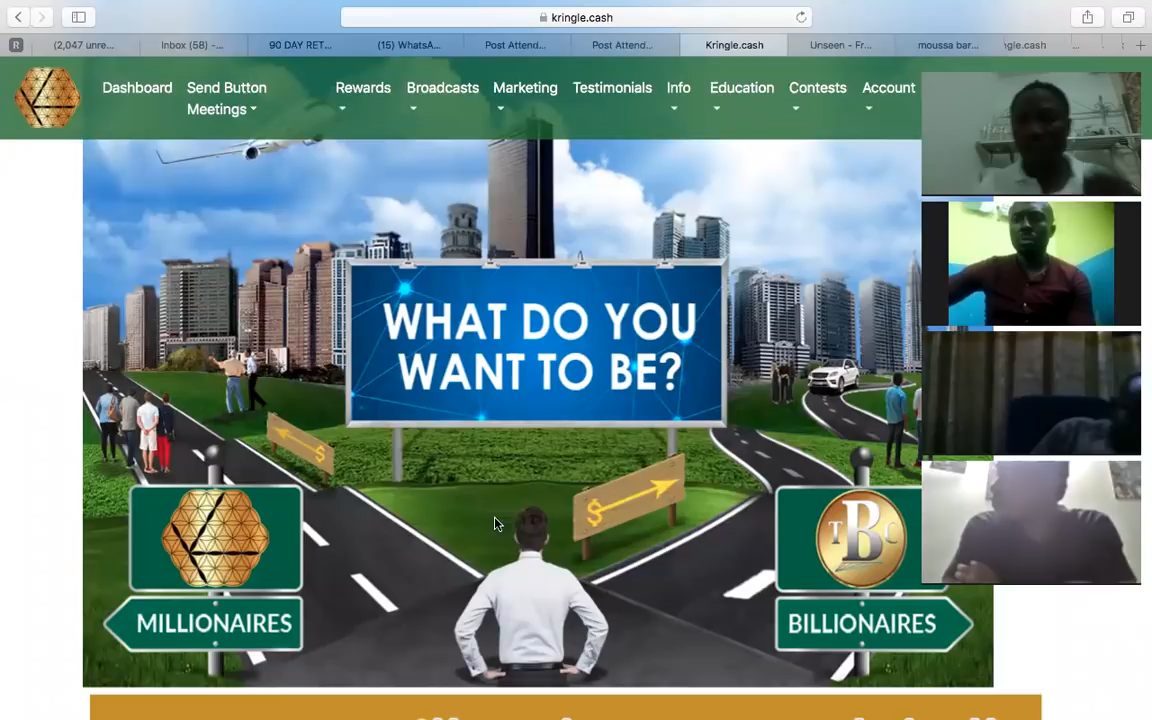 kringle.cash
R
(2,047 unre...
Inbox (58) -...
90 DAY RET...
(15) WhatsA...
Post Attend...
Post Attend...
Kringle.cash
Unseen - Fr...
moussa bar...
Dashboard
Send Button
Meetings
Rewards
Broadcasts
Marketing
Testimonials
Info
Education
Contests
Account
WHAT DO YOU
WANT TO BE?
$
$
TBC
MILLIONAIRES
BILLIONAIRES